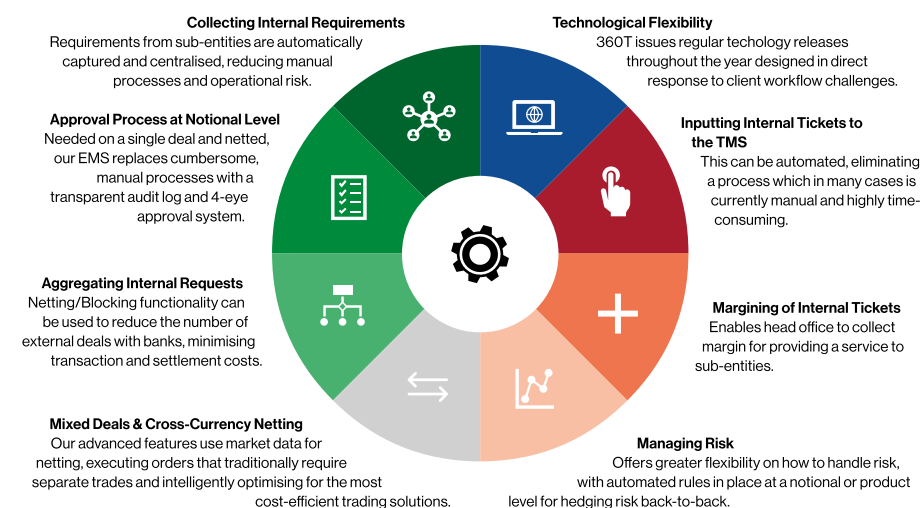 Collecting Internal Requirements
Requirements from sub-entities are automatically
captured and centralised, reducing manual
processes and operational risk.
Technological Flexibility
360T issues regular techology releases
throughout the year designed in direct
response to client workflow challenges.
Approval Process at Notional Level
Needed on a single deal and netted,
our EMS replaces cumbersome,
manual processes with a
transparent audit log and 4-eye
approval system.
Inputting Internal Tickets to
the TMS
This can be automated, eliminating
a process which in many cases is
currently manual and highly time-
consuming.
Aggregating Internal Requests
Netting/Blocking functionality can
be used to reduce the number of
external deals with banks, minimising
transaction and settlement costs.
Margining of Internal Tickets
Enables head office to collect
margin for providing a service to
sub-entities.
Mixed Deals & Cross-Currency Netting
Our advanced features use market data for
netting, executing orders that traditionally require
separate trades and intelligently optimising for the most
cost-efficient trading solutions.
Managing Risk
Offers greater flexibility on how to handle risk,
with automated rules in place at a notional or product
level for hedging risk back-to-back.